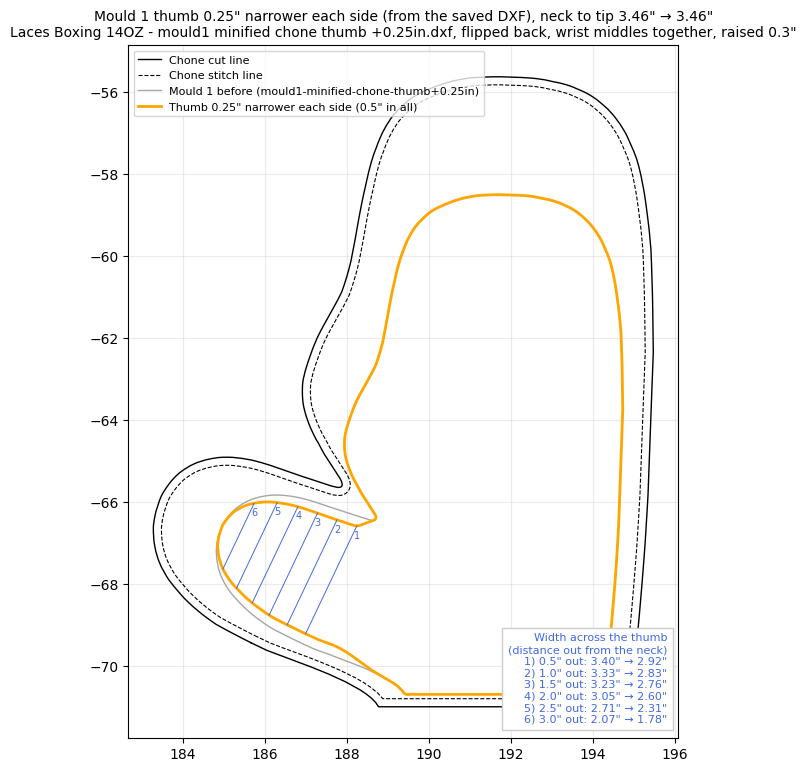 Mould 1 thumb 0.25" narrower each side (from the saved DXF), neck to tip 3.46" → 3.46"
Laces Boxing 14OZ - mould1 minified chone thumb +0.25in.dxf, flipped back, wrist middles together, raised 0.3"
Chone cut line
Chone stitch line
Mould 1 before (mould1-minified-chone-thumb+0.25in)
Thumb 0.25" narrower each side (0.5" in all)
−56
−58
−60
−62
−64
−66
−68
−70
6
5
4
3
2
1
Width across the thumb
(distance out from the neck)
1) 0.5" out: 3.40" → 2.92"
2) 1.0" out: 3.33" → 2.83"
3) 1.5" out: 3.23" → 2.76"
4) 2.0" out: 3.05" → 2.60"
5) 2.5" out: 2.71" → 2.31"
6) 3.0" out: 2.07" → 1.78"
184
186
188
190
192
194
196